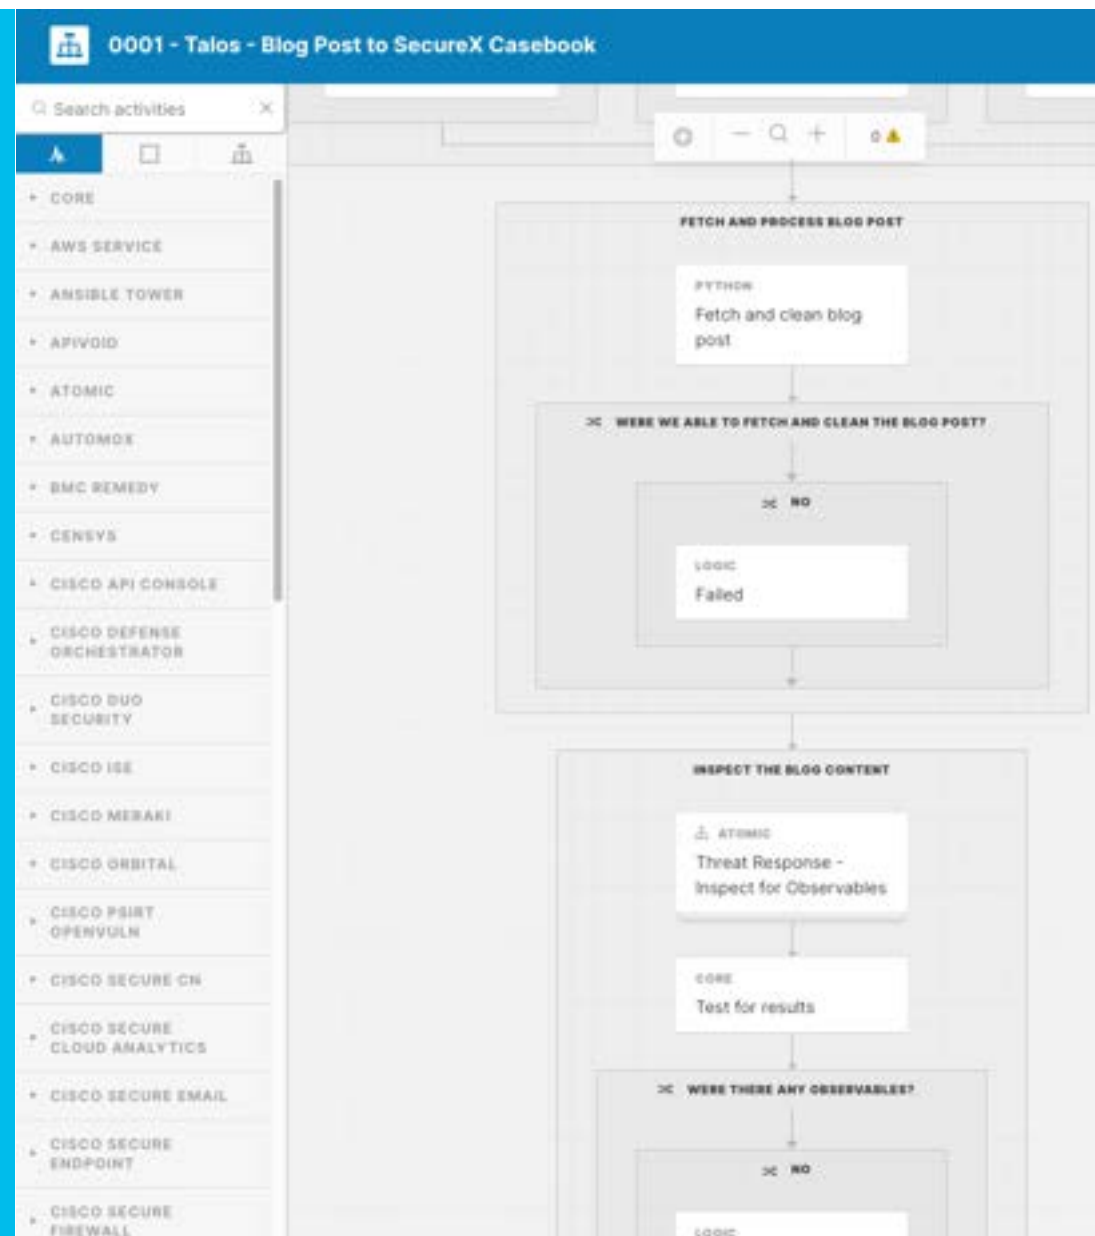 0001 - Talos - Blog Post to SecureX Casebook
Search activities
CORE
AWS SERVICE
ANSIBLE TOWER
APIVOID
ATOMIC
AUTOMOX
BMC REMEDY
CENSYS
CISCO API CONSOLE
CISCO DEFENSE
ORCHESTRATOR
CISCO DUO
SECURITY
CISCO ISE
CISCO MERAKI
CISCO ORBITAL
CISCO PSIRT
OPENVULN
CISCO SECURE CN
CISCO SECURE
CLOUD ANALYTICS
CISCO SECURE EMAIL
CISCO SECURE
ENDPOINT
CISCO SECURE
FIREWALL
0
FETCH AND PROCESS BLOG POST
PYTHON
Fetch and clean blog
post
WERE WE ABLE TO FETCH AND CLEAN THE BLOG POST?
NO
LOGIC
Failed
INSPECT THE BLOG CONTENT
ATOMIC
Threat Response -
Inspect for Observables
CORE
Test for results
WERE THERE ANY OBSERVABLES?
NO
LOGIC